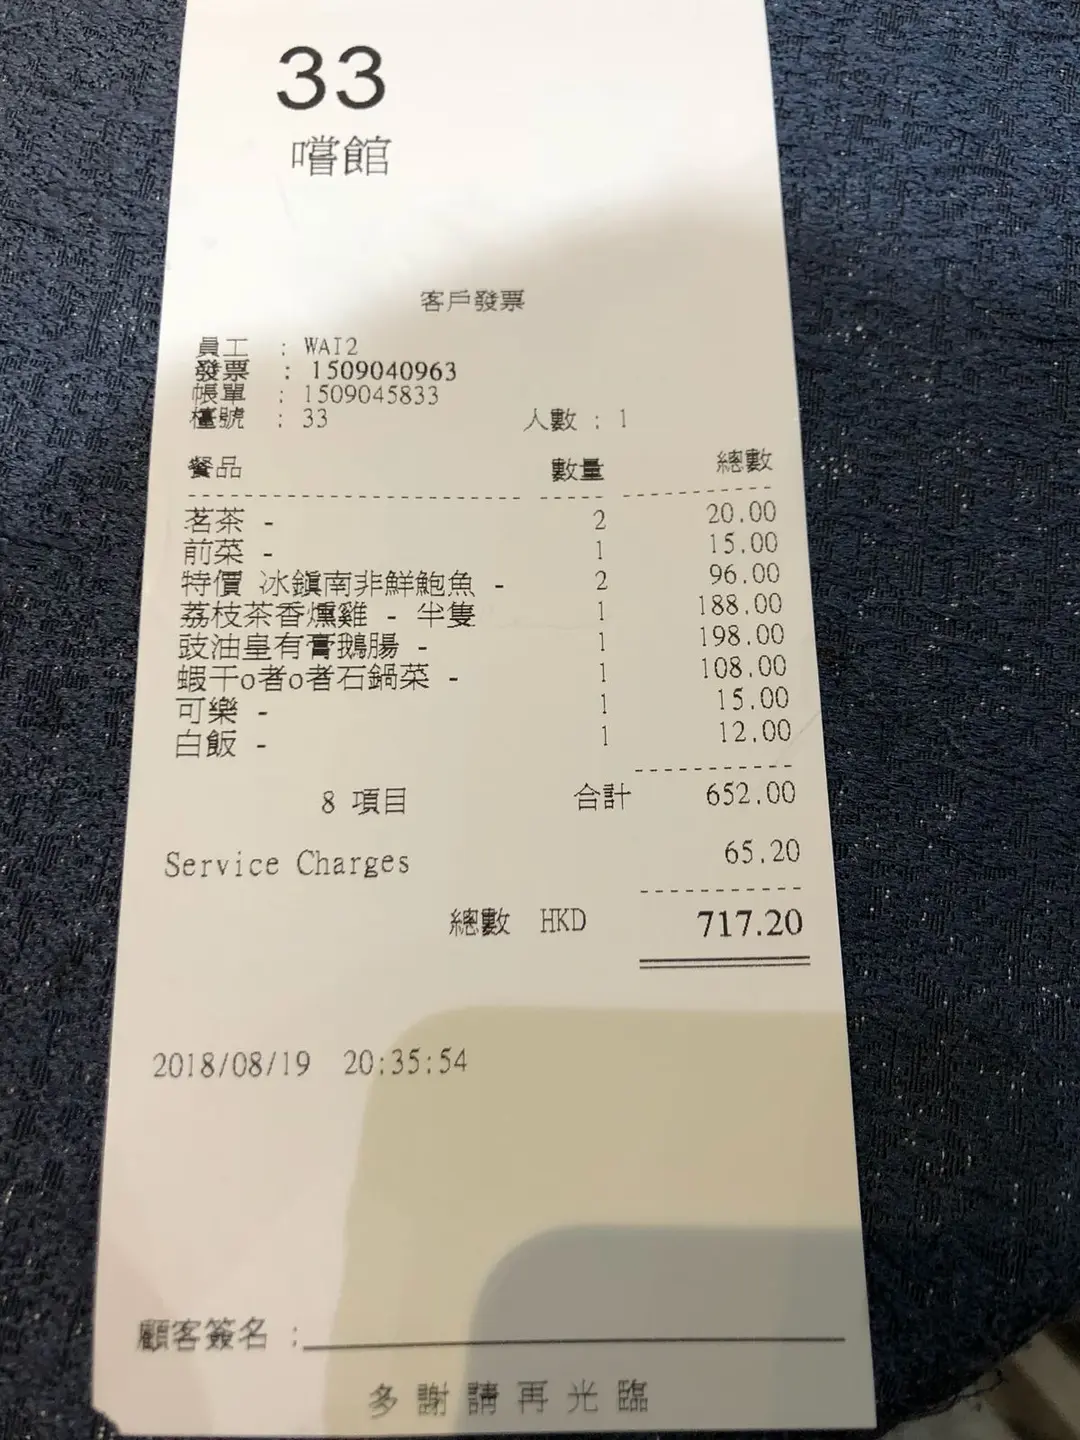 33
嚐館
客戶發票
員工 : WAI2
發票 : 1509040963
帳單 : 1509045833
檯號 : 33 人數 : 1
餐品 數量 總數
茗茶 - 2 20.00
前菜 - 1 15.00
特價 冰鎮南非鮮鮑魚 - 2 96.00
荔枝茶香燻雞 - 半隻 1 188.00
豉油皇有膏鵝腸 - 1 198.00
蝦干o者o者石鍋菜 - 1 108.00
可樂 - 1 15.00
白飯 - 1 12.00
8 項目 合計 652.00
Service Charges 65.20
總數 HKD 717.20
2018/08/19 20:35:54
顧客簽名 :
多謝請再光臨